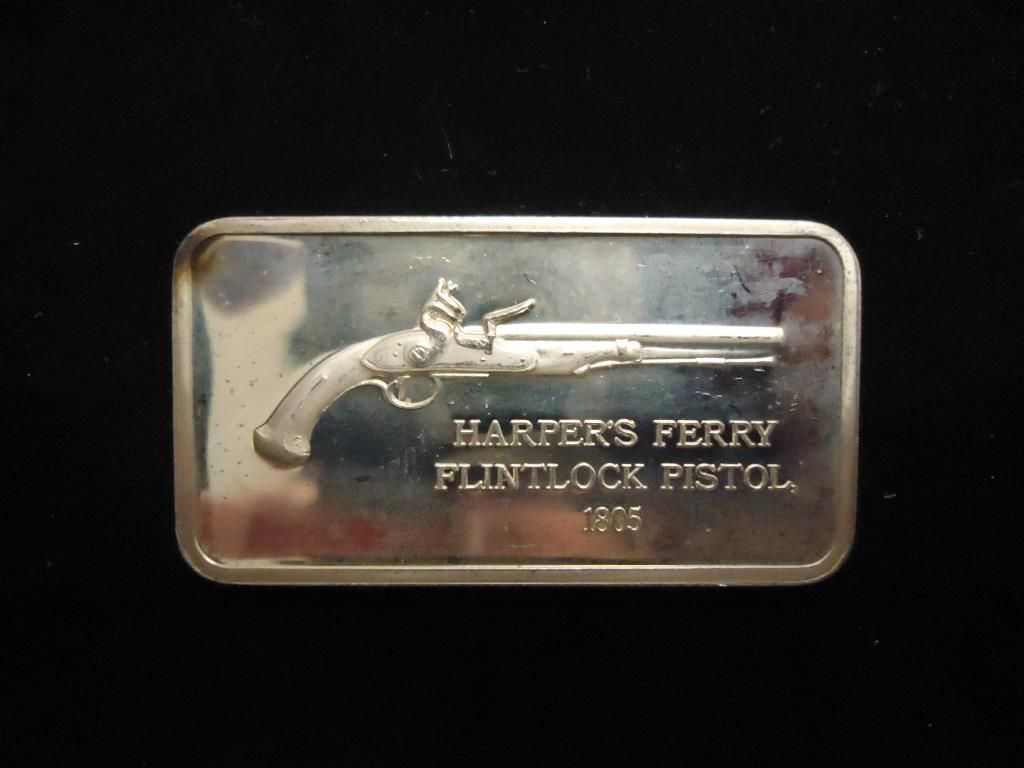 HARPER'S FERRY
FLINTLOCK PISTOL,
1805